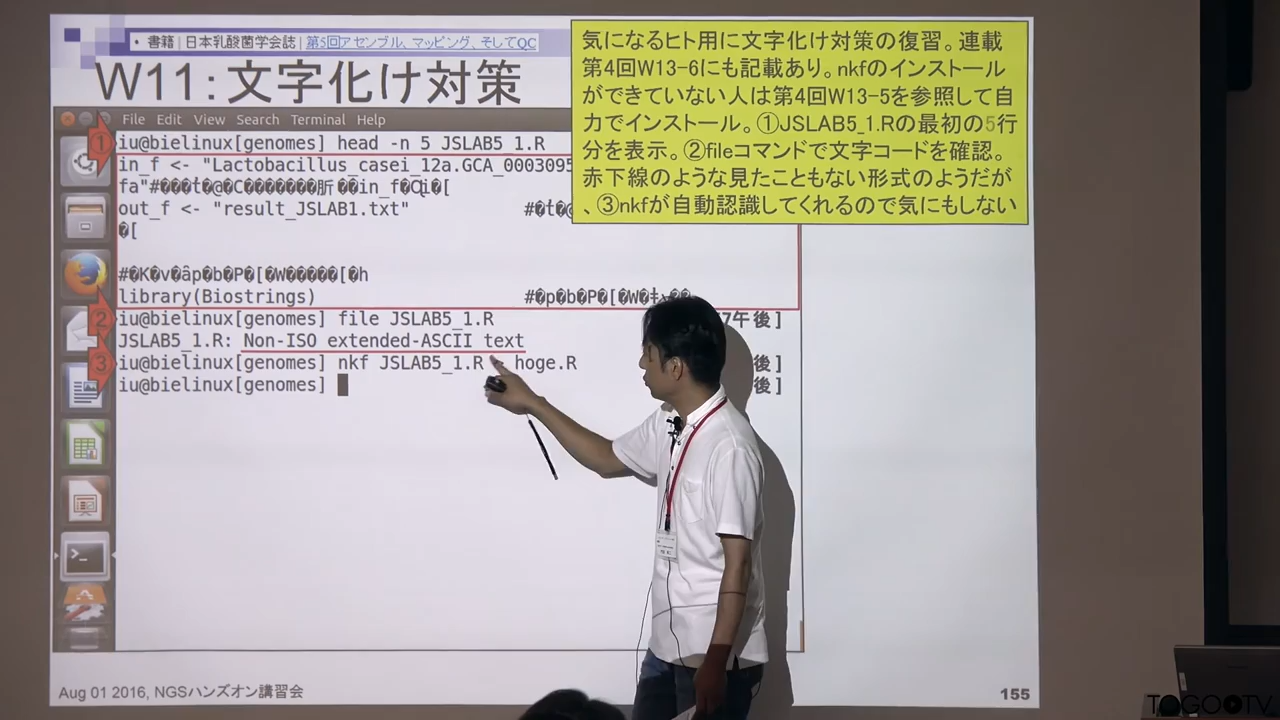 • 書籍 | 日本乳酸菌学会誌 | 第5回アセンブル、マッピング、そしてQC
W11：文字化け対策
気になるヒト用に文字化け対策の復習。連載
第4回W13-6にも記載あり。nkfのインストール
ができていない人は第4回W13-5を参照して自
力でインストール。①JSLAB5_1.Rの最初の5行
分を表示。②fileコマンドで文字コードを確認。
赤下線のような見たこともない形式のようだが
、③nkfが自動認識してくれるので気にもしない
File Edit View Search Terminal Help
① iu@bielinux[genomes] head -n 5 JSLAB5_1.R
in_f <- "Lactobacillus_casei_12a.GCA_0003095
fa"
out_f <- "result_JSLAB1.txt"
library(Biostrings)
② iu@bielinux[genomes] file JSLAB5_1.R 7午後]
JSLAB5_1.R: Non-ISO extended-ASCII text
③ iu@bielinux[genomes] nkf JSLAB5_1.R hoge.R 後]
iu@bielinux[genomes] 後]
Aug 01 2016, NGSハンズオン講習会
155
TOGOTV